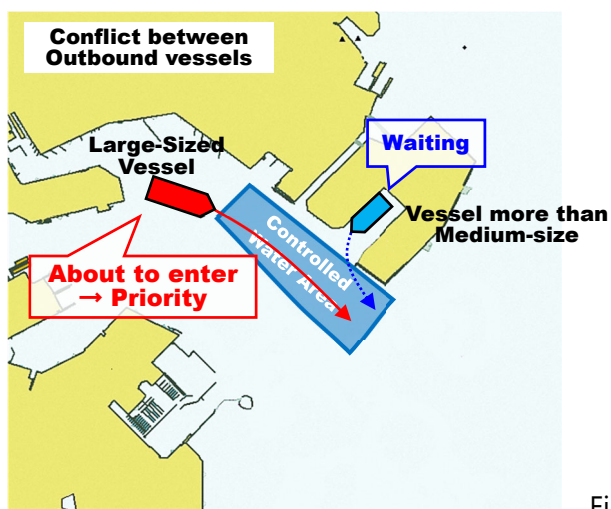 Conflict between
Outbound vessels
Large-Sized
Vessel
Waiting
Vessel more than
Medium-size
Controlled
Water Area
About to enter
→ Priority
Fi